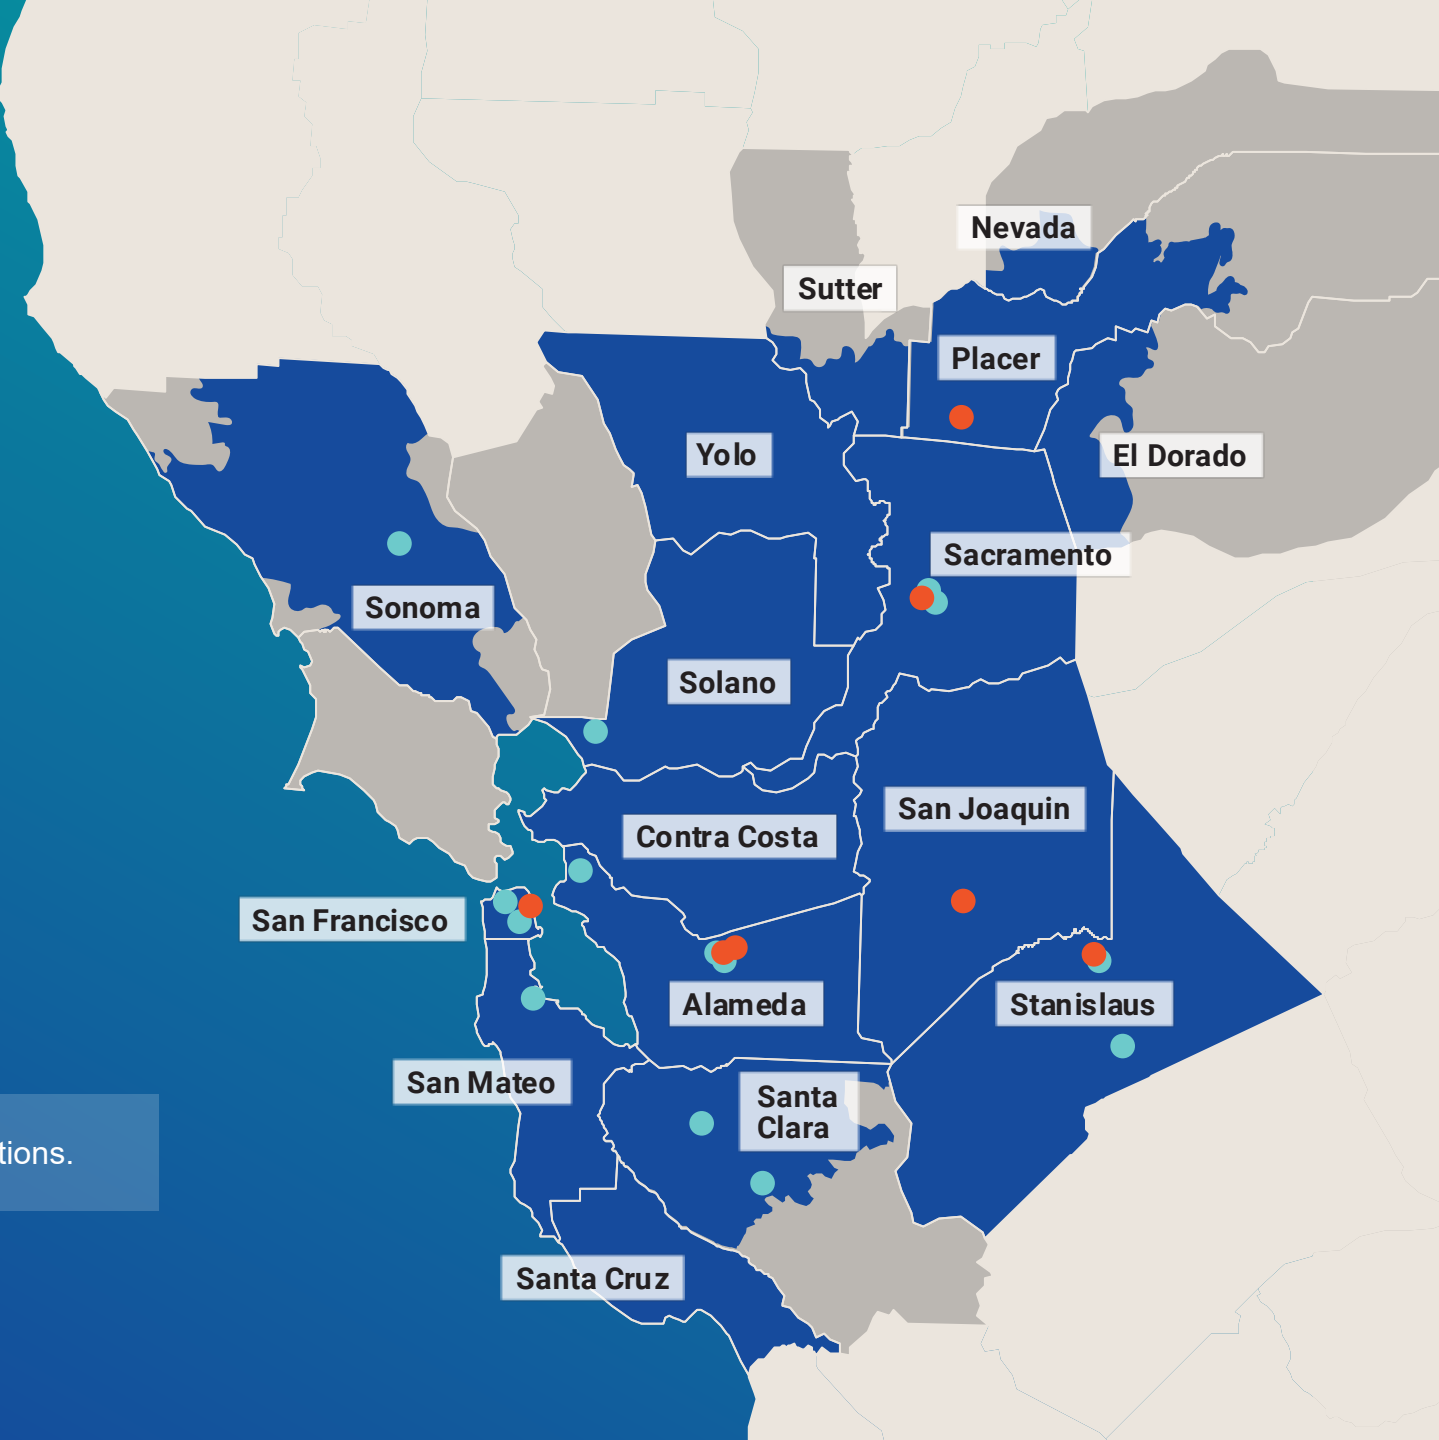 Nevada
Sutter
Placer
Yolo
El Dorado
Sacramento
Sonoma
Solano
San Joaquin
Contra Costa
San Francisco
Alameda
Stanislaus
San Mateo
Santa
Clara
tions.
Santa Cruz